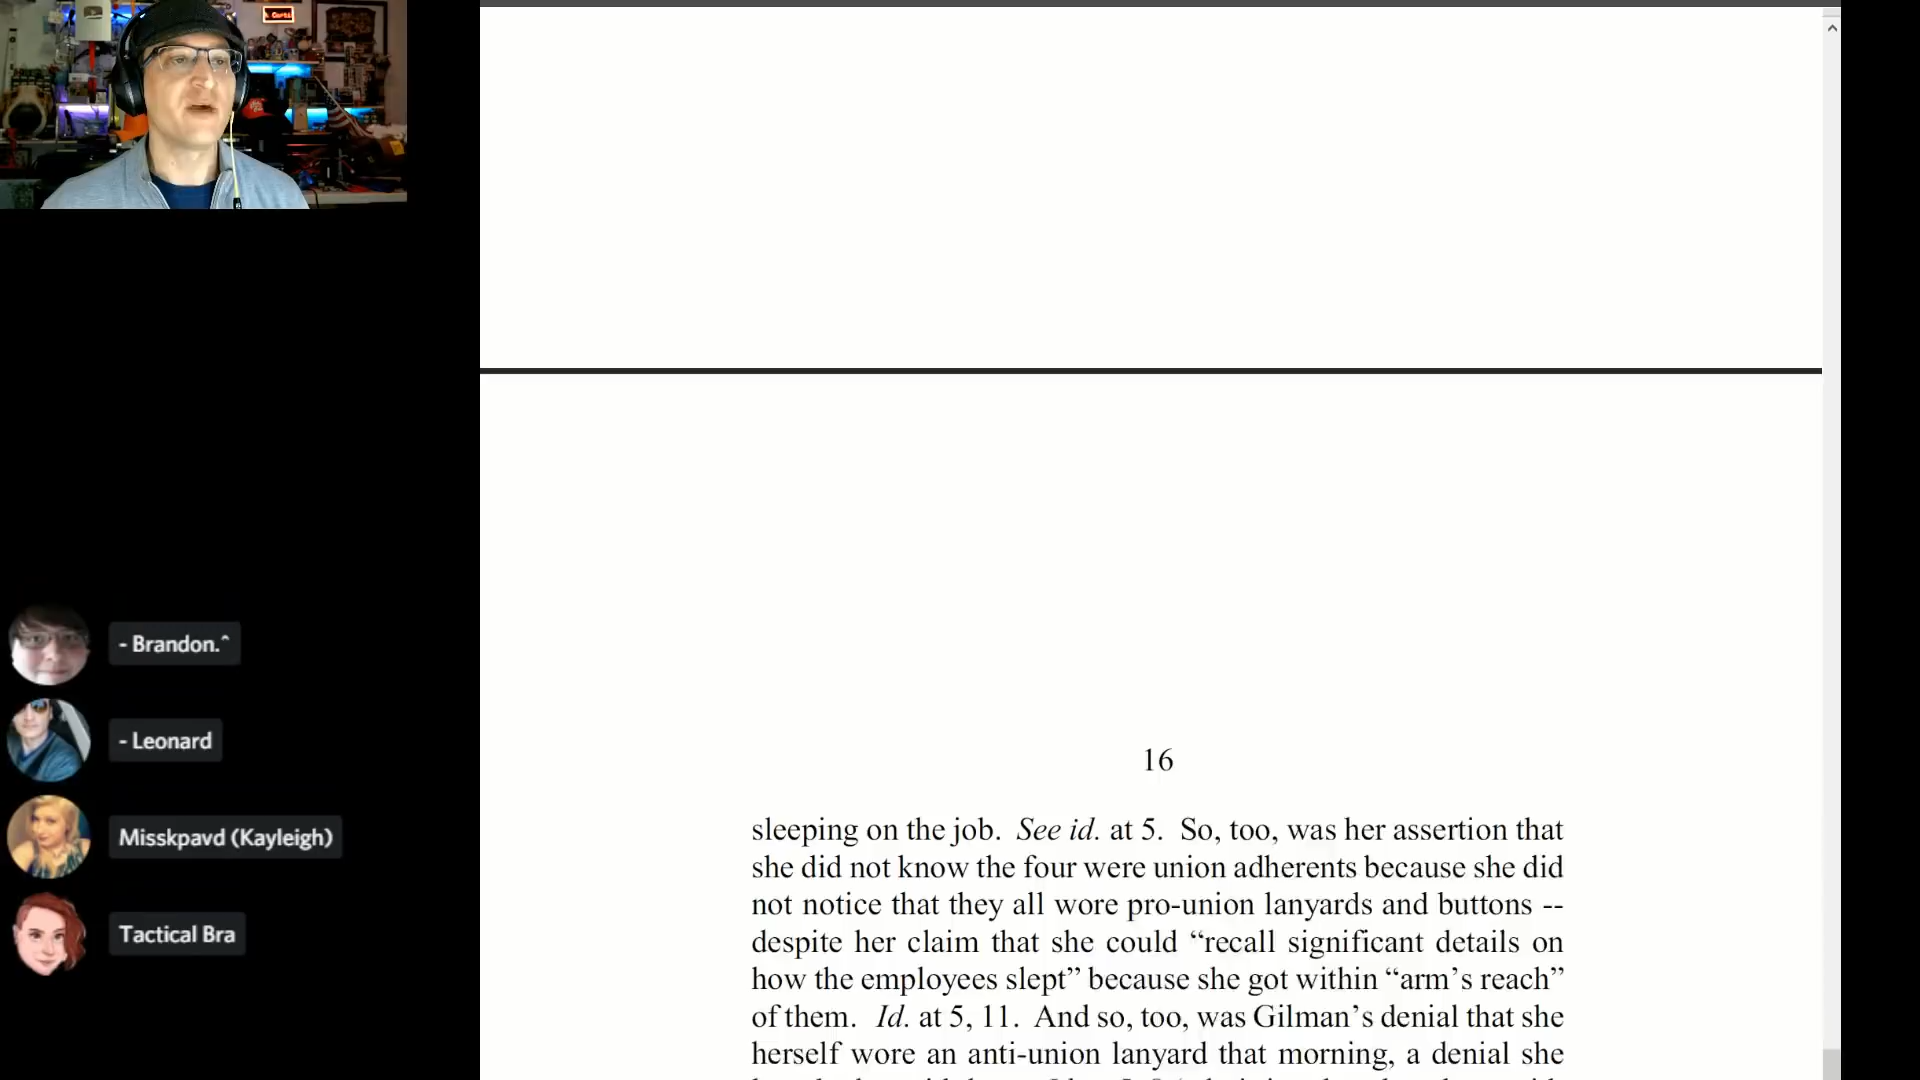 - Brandon.^
- Leonard
Misskpavd (Kayleigh)
Tactical Bra
16
sleeping on the job. See id. at 5. So, too, was her assertion that
she did not know the four were union adherents because she did
not notice that they all wore pro-union lanyards and buttons --
despite her claim that she could “recall significant details on
how the employees slept” because she got within “arm’s reach”
of them. Id. at 5, 11. And so, too, was Gilman’s denial that she
herself wore an anti-union lanyard that morning, a denial she